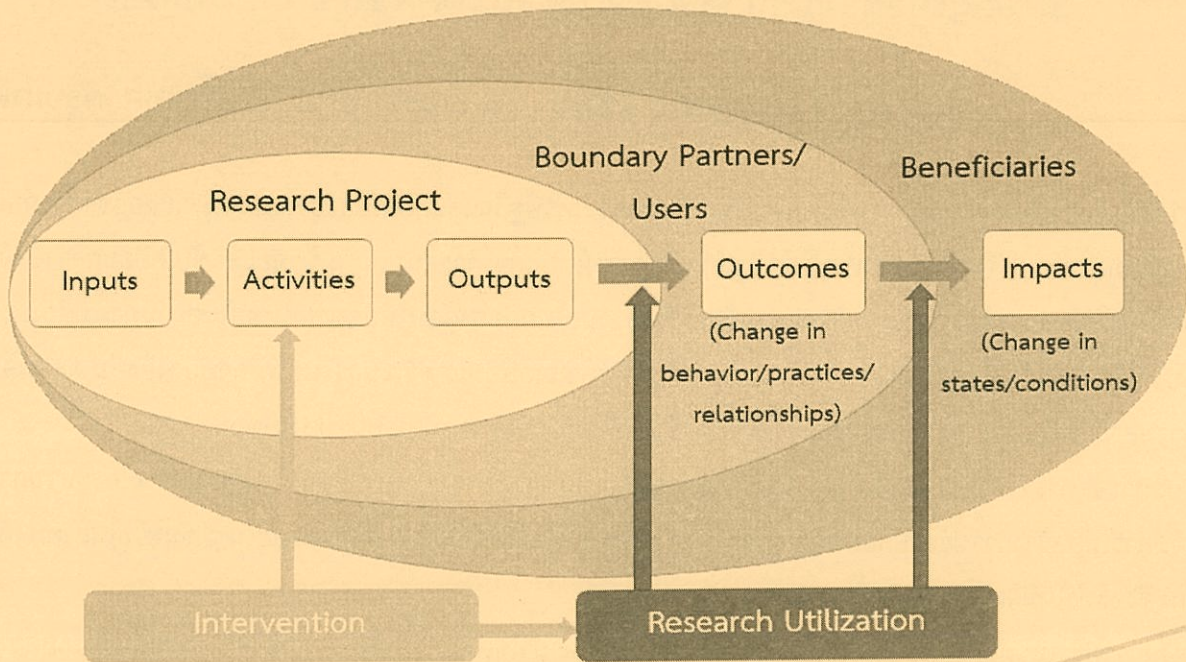 Boundary Partners/
Users
Beneficiaries
Research Project
Inputs
Activities
Outputs
Outcomes
Impacts
(Change in
behavior/practices/
relationships)
(Change in
states/conditions)
Intervention
Research Utilization